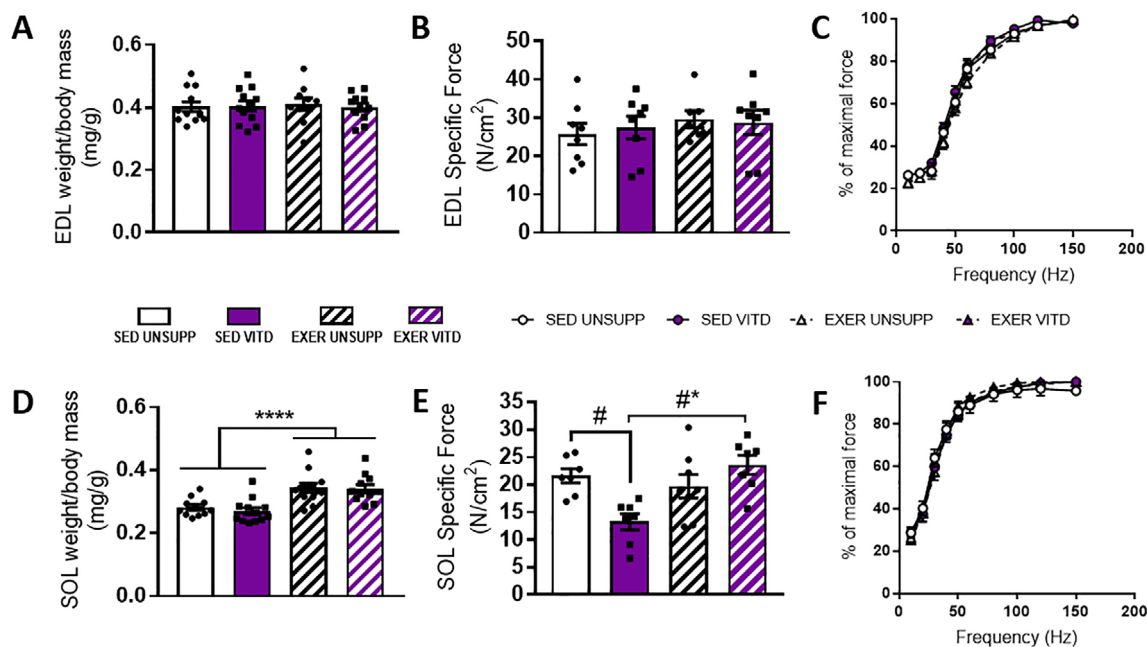 A
EDL weight/body mass
(mg/g)
0.6
0.4
0.2
0.0
B
EDL Specific Force
(N/cm²)
50
40
30
20
10
0
C
% of maximal force
100
80
60
40
20
0
0
50
100
150
200
Frequency (Hz)
SED UNSUPP
SED VITD
EXER UNSUPP
EXER VITD
SED UNSUPP
SED VITD
EXER UNSUPP
EXER VITD
D
SOL weight/body mass
(mg/g)
0.6
0.4
0.2
0.0
****
E
SOL Specific Force
(N/cm²)
35
30
25
20
15
10
5
0
#
#*
F
% of maximal force
100
80
60
40
20
0
0
50
100
150
200
Frequency (Hz)